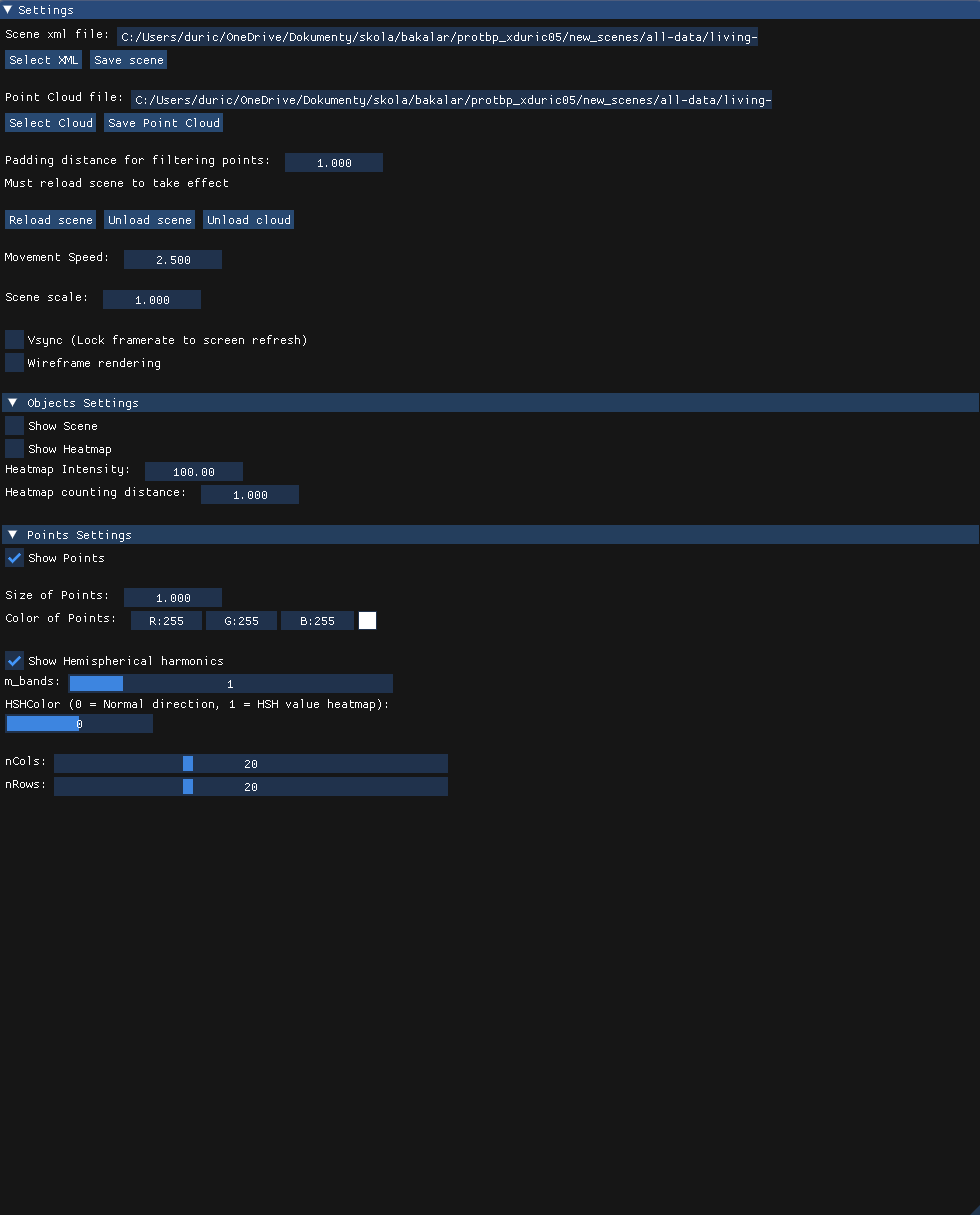 Settings
Scene xml file: C:/Users/duric/OneDrive/Dokumenty/skola/bakalar/protbp_xduric05/new_scenes/all-data/living-
Select XML Save scene
Point Cloud file: C:/Users/duric/OneDrive/Dokumenty/skola/bakalar/protbp_xduric05/new_scenes/all-data/living-
Select Cloud Save Point Cloud
Padding distance for filtering points: 1.000
Must reload scene to take effect
Reload scene Unload scene Unload cloud
Movement Speed: 2.500
Scene scale: 1.000
Vsync (Lock framerate to screen refresh)
Wireframe rendering
Objects Settings
Show Scene
Show Heatmap
Heatmap Intensity: 100.00
Heatmap counting distance: 1.000
Points Settings
Show Points
Size of Points: 1.000
Color of Points: R:255 G:255 B:255
Show Hemispherical harmonics
m_bands: 1
HSHColor (0 = Normal direction, 1 = HSH value heatmap):
0
nCols: 20
nRows: 20